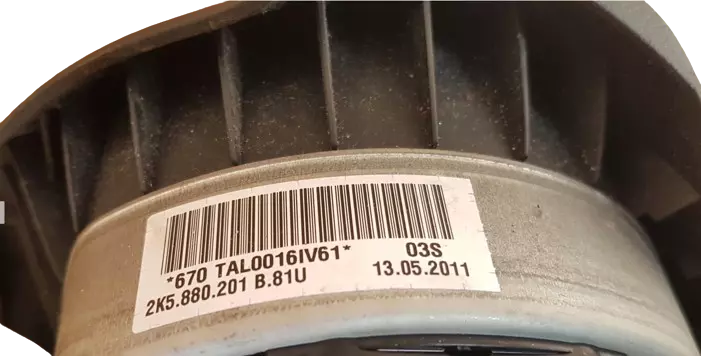 *670 TAL0016IV61* 03S
2K5.880.201 B.81U 13.05.2011